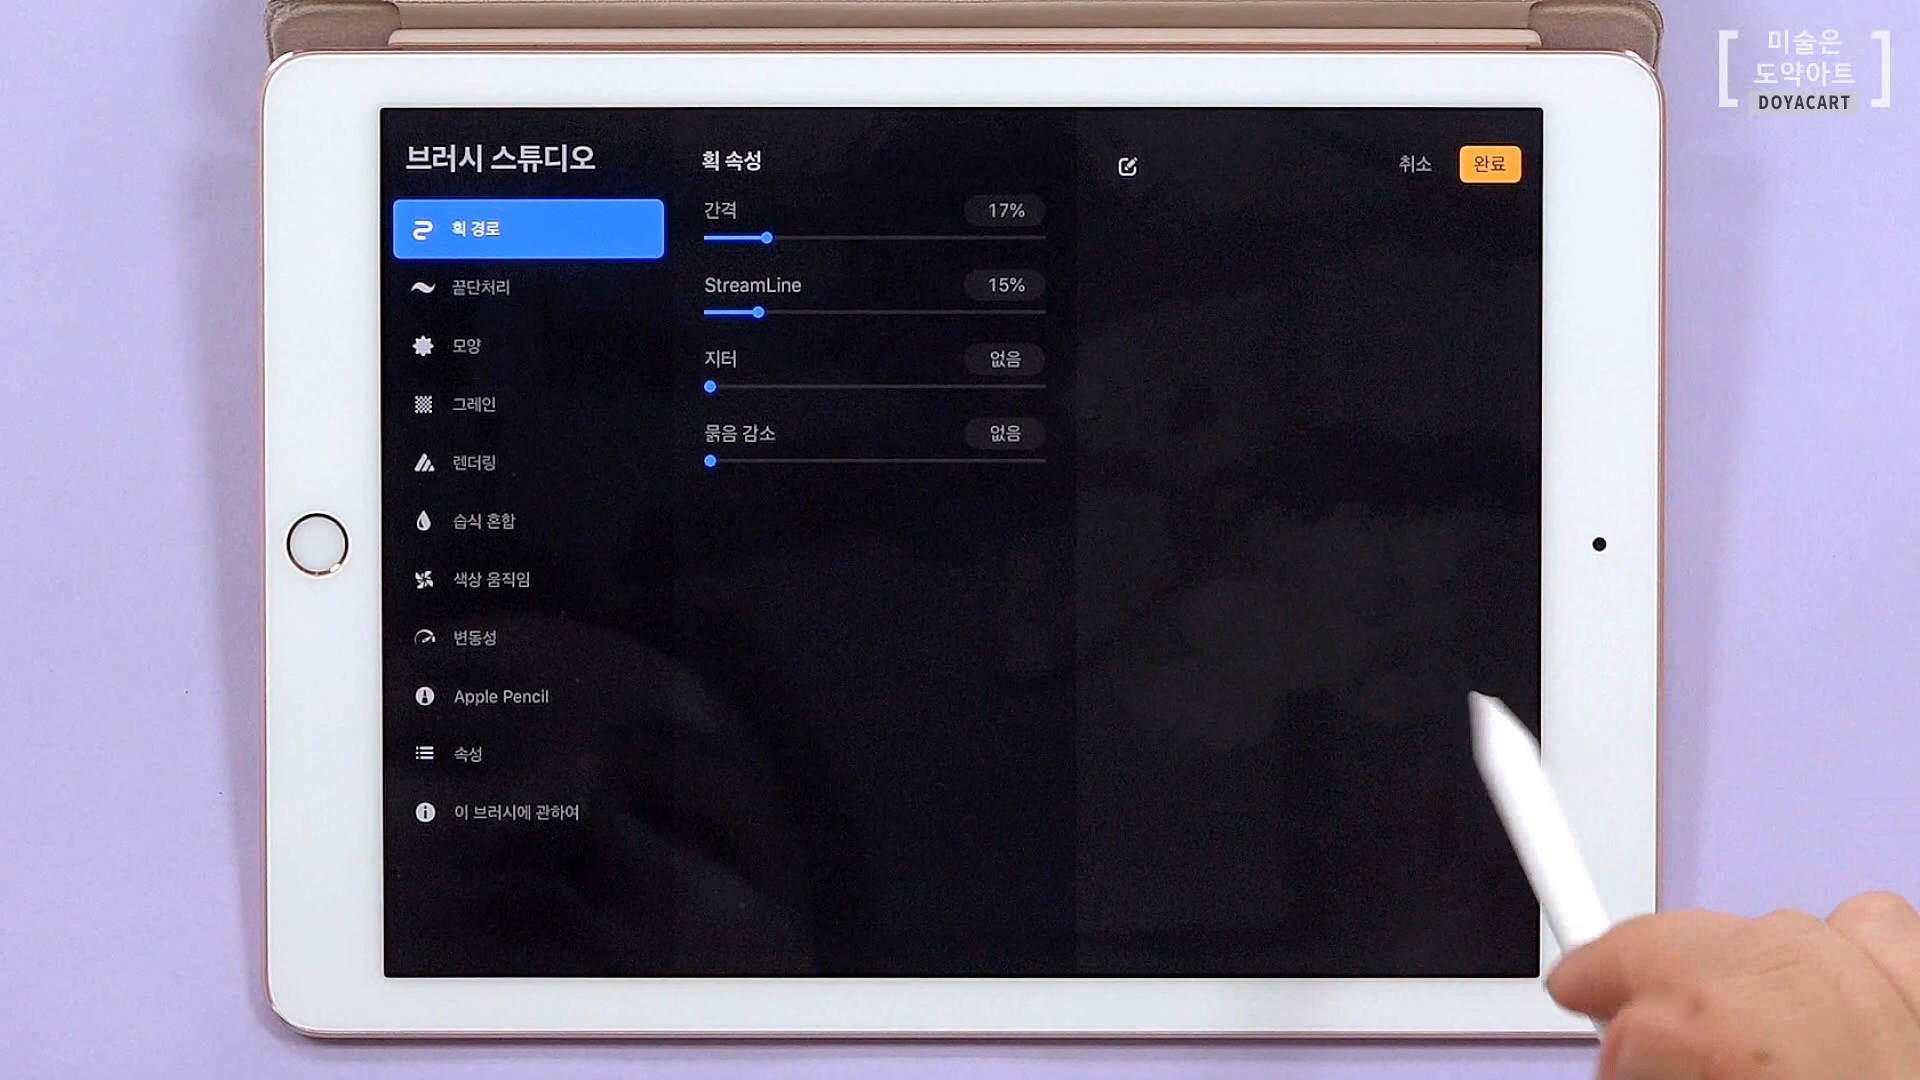 미술은
도약아트
DOYACART
브러시 스튜디오
획 경로
끝단처리
모양
그레인
렌더링
습식 혼합
색상 움직임
변동성
Apple Pencil
속성
이 브러시에 관하여
획 속성
간격 17%
StreamLine 15%
지터 없음
묽음 감소 없음
취소 완료